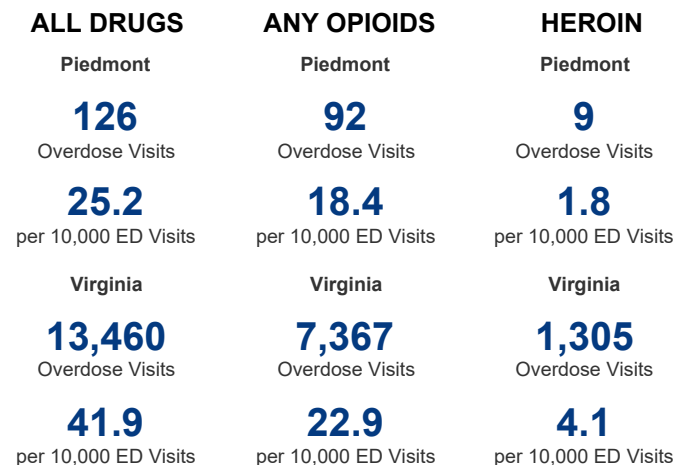 ALL DRUGS
Piedmont
126
Overdose Visits
25.2
per 10,000 ED Visits
Virginia
13,460
Overdose Visits
41.9
per 10,000 ED Visits
ANY OPIOIDS
Piedmont
92
Overdose Visits
18.4
per 10,000 ED Visits
Virginia
7,367
Overdose Visits
22.9
per 10,000 ED Visits
HEROIN
Piedmont
9
Overdose Visits
1.8
per 10,000 ED Visits
Virginia
1,305
Overdose Visits
4.1
per 10,000 ED Visits